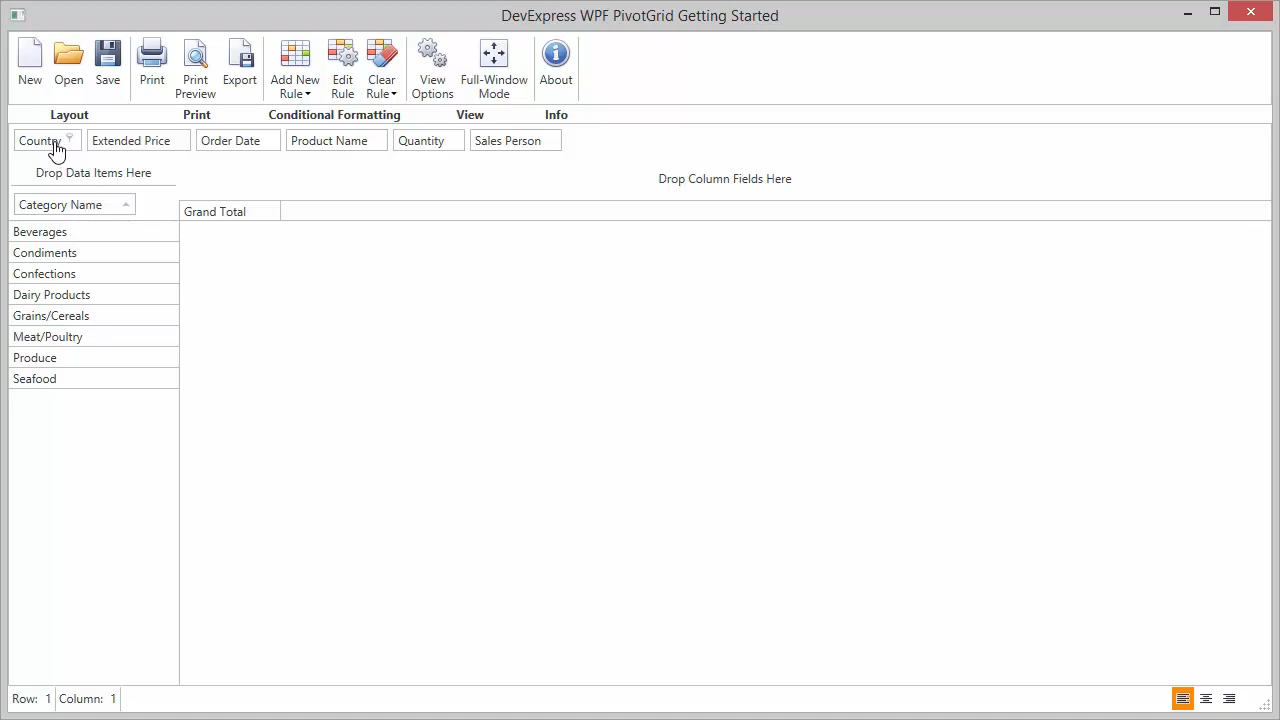 DevExpress WPF PivotGrid Getting Started
New Open Save Print Print Preview Export Add New Rule Edit Rule Clear Rule View Options Full-Window Mode About
Layout Print Conditional Formatting View Info
Country Extended Price Order Date Product Name Quantity Sales Person
Drop Data Items Here
Drop Column Fields Here
Category Name
Grand Total
Beverages
Condiments
Confections
Dairy Products
Grains/Cereals
Meat/Poultry
Produce
Seafood
Row: 1 Column: 1